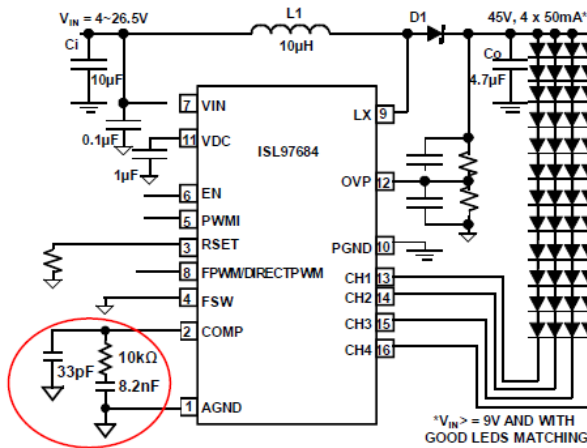 V_IN = 4~26.5V
L1
10µH
D1
45V, 4 x 50mA*
Ci
10µF
Co
4.7µF
0.1µF
1µF
ISL97684
7 VIN
11 VDC
6 EN
5 PWMI
3 RSET
8 FPWM/DIRECTPWM
4 FSW
2 COMP
1 AGND
LX 9
OVP 12
PGND 10
CH1 13
CH2 14
CH3 15
CH4 16
33pF
10kΩ
8.2nF
*V_IN > = 9V AND WITH
GOOD LEDS MATCHING